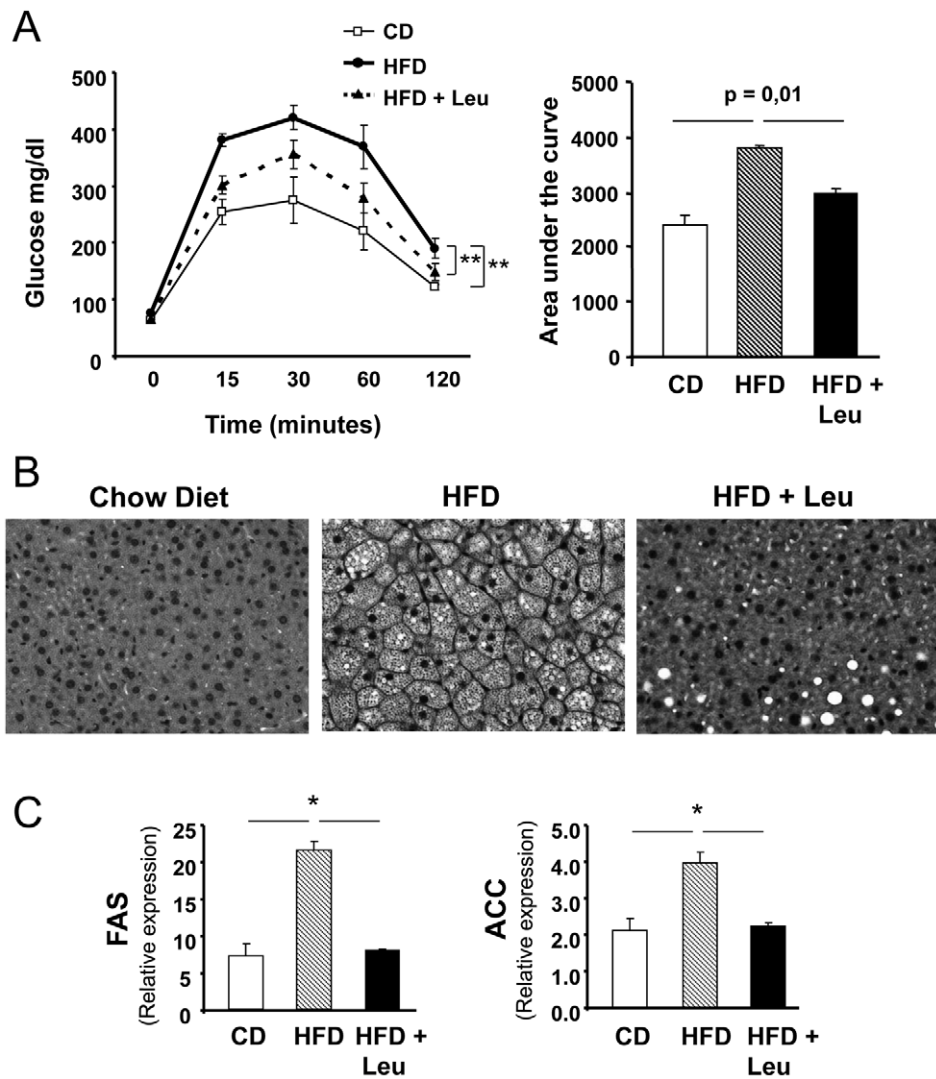 A
CD
HFD
HFD + Leu
Glucose mg/dl
500
400
300
200
100
0
**
**
0 15 30 60 120
Time (minutes)
Area under the curve
5000
4000
3000
2000
1000
0
p = 0,01
CD HFD HFD +
Leu
B
Chow Diet HFD HFD + Leu
C
FAS
(Relative expression)
25
20
15
10
5
0
*
CD HFD HFD +
Leu
ACC
(Relative expression)
5.0
4.0
3.0
2.0
1.0
0.0
*
CD HFD HFD +
Leu